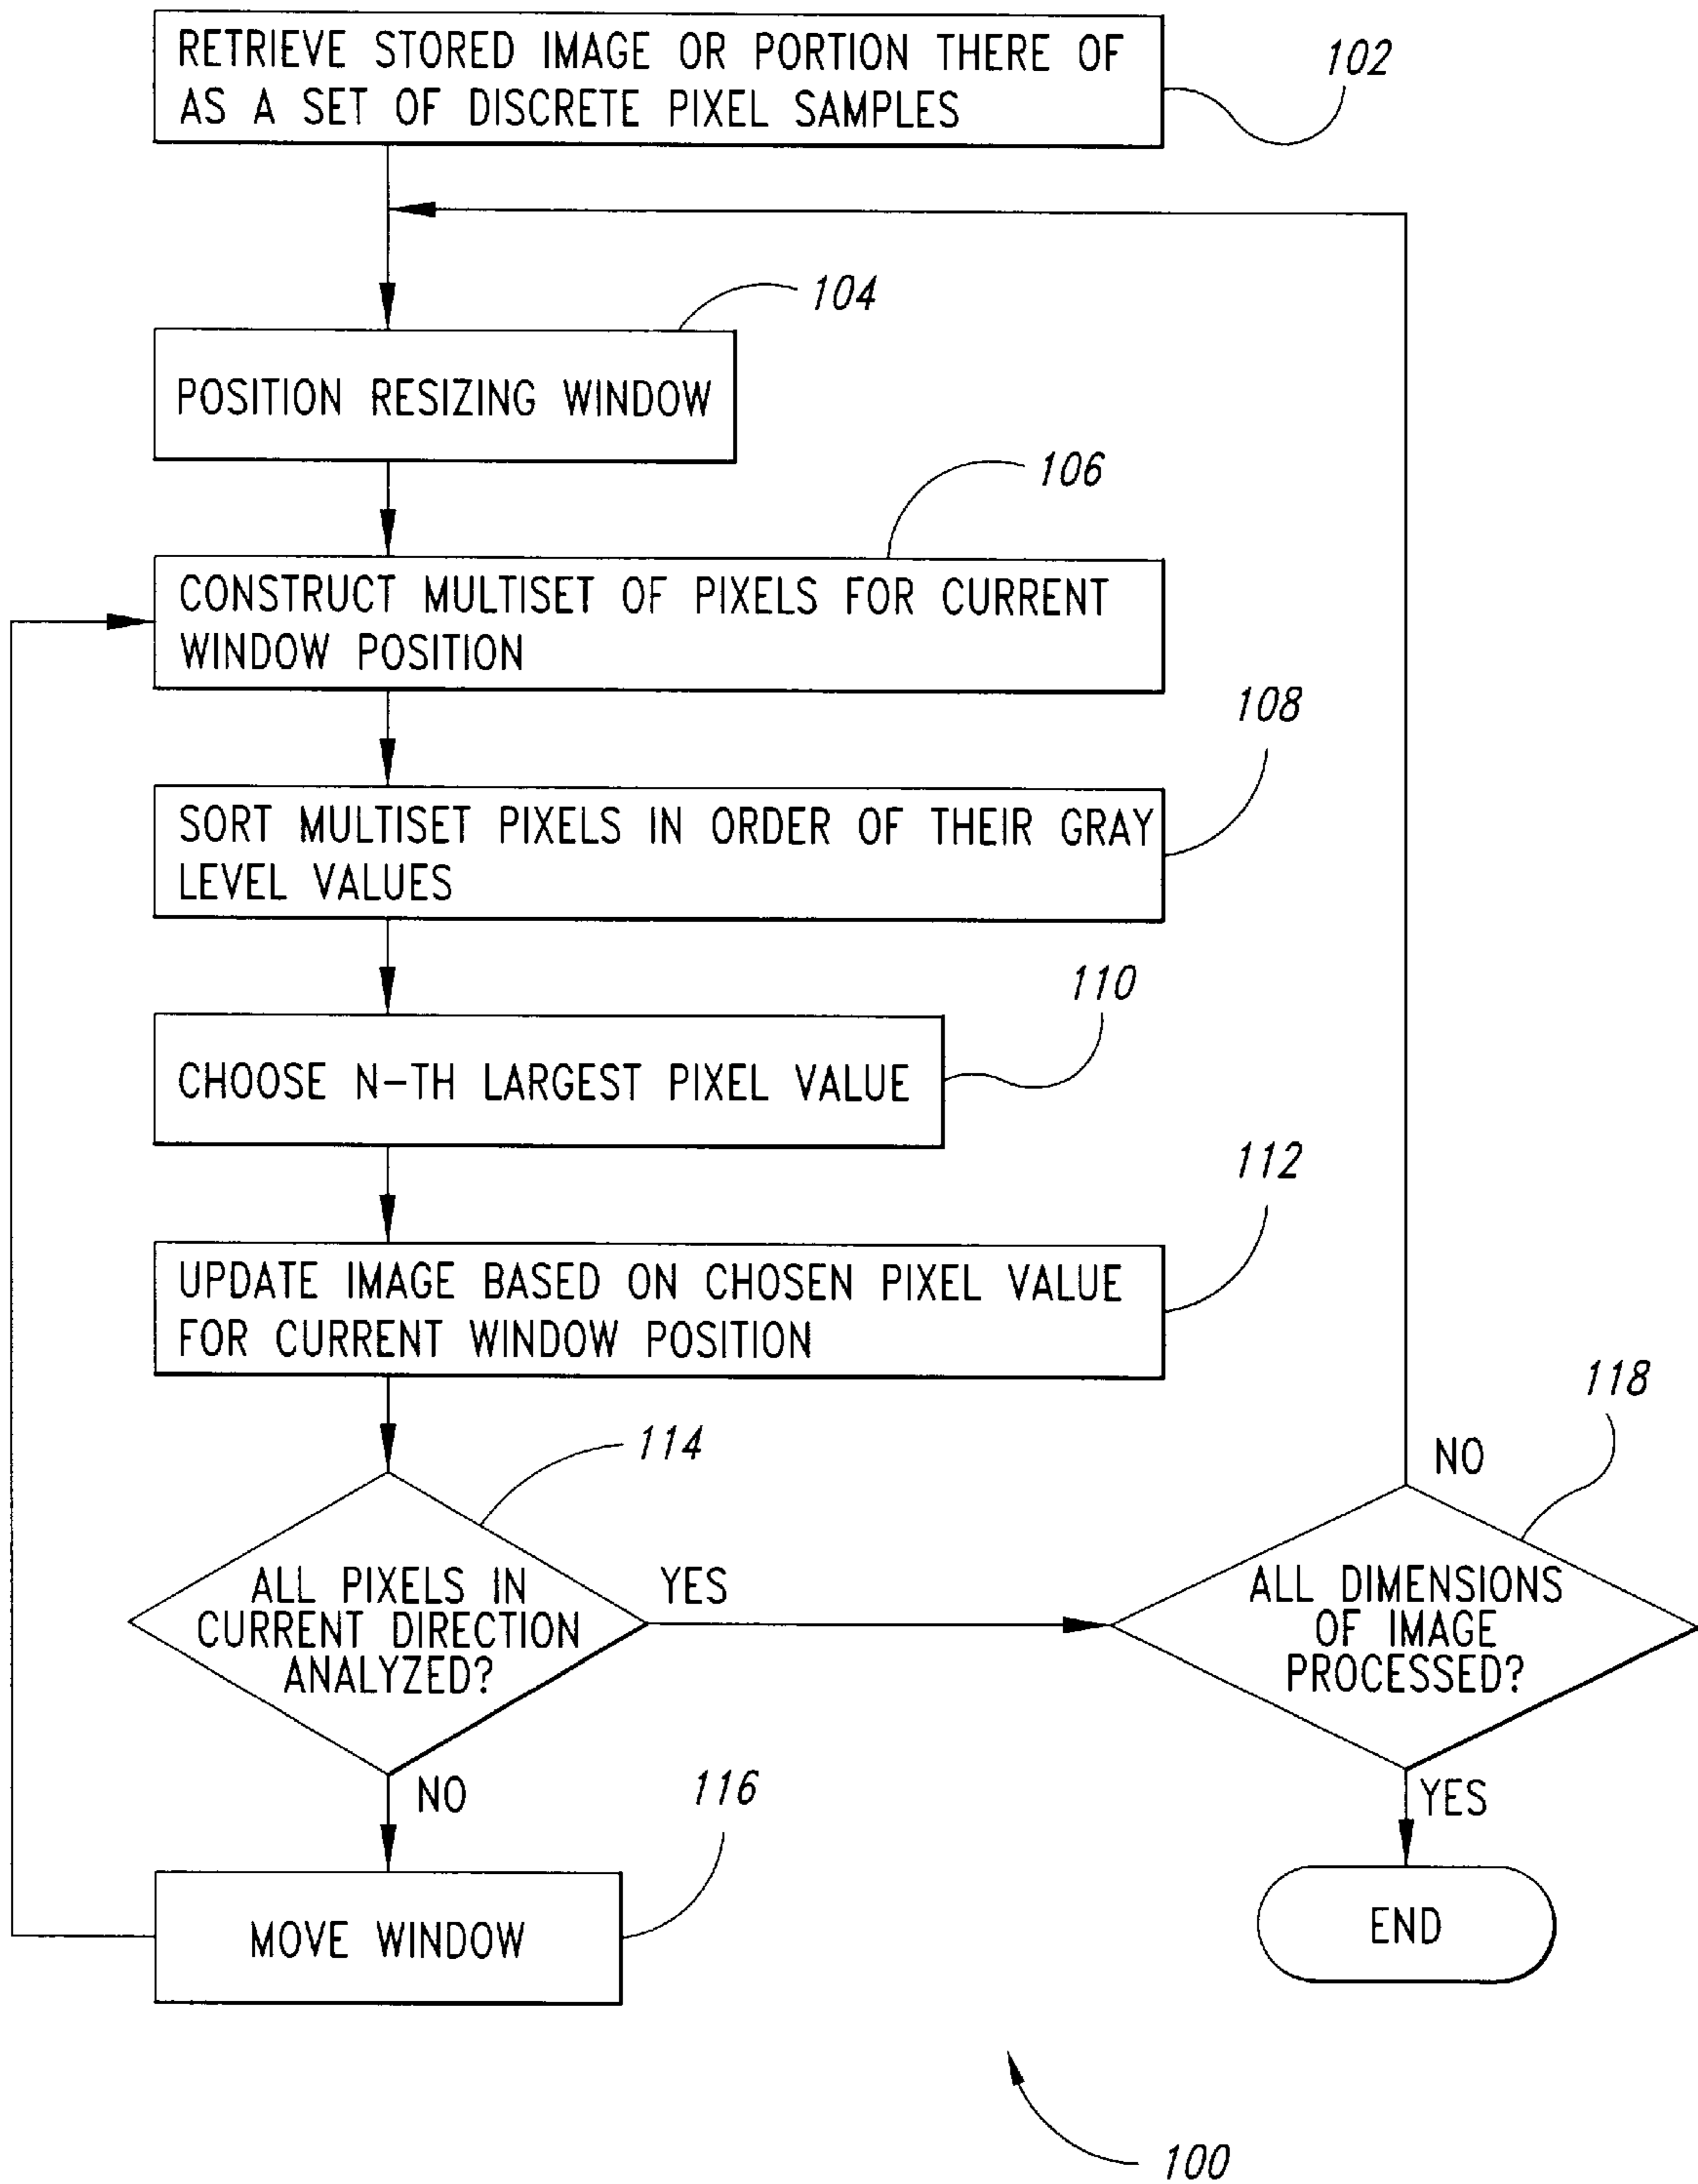 RETRIEVE STORED IMAGE OR PORTION THERE OF
AS A SET OF DISCRETE PIXEL SAMPLES
102
104
POSITION RESIZING WINDOW
106
CONSTRUCT MULTISET OF PIXELS FOR CURRENT
WINDOW POSITION
108
SORT MULTISET PIXELS IN ORDER OF THEIR GRAY
LEVEL VALUES
110
CHOOSE N-TH LARGEST PIXEL VALUE
112
UPDATE IMAGE BASED ON CHOSEN PIXEL VALUE
FOR CURRENT WINDOW POSITION
114
ALL PIXELS IN
CURRENT DIRECTION
ANALYZED?
YES
NO
118
NO
ALL DIMENSIONS
OF IMAGE
PROCESSED?
YES
116
MOVE WINDOW
END
100